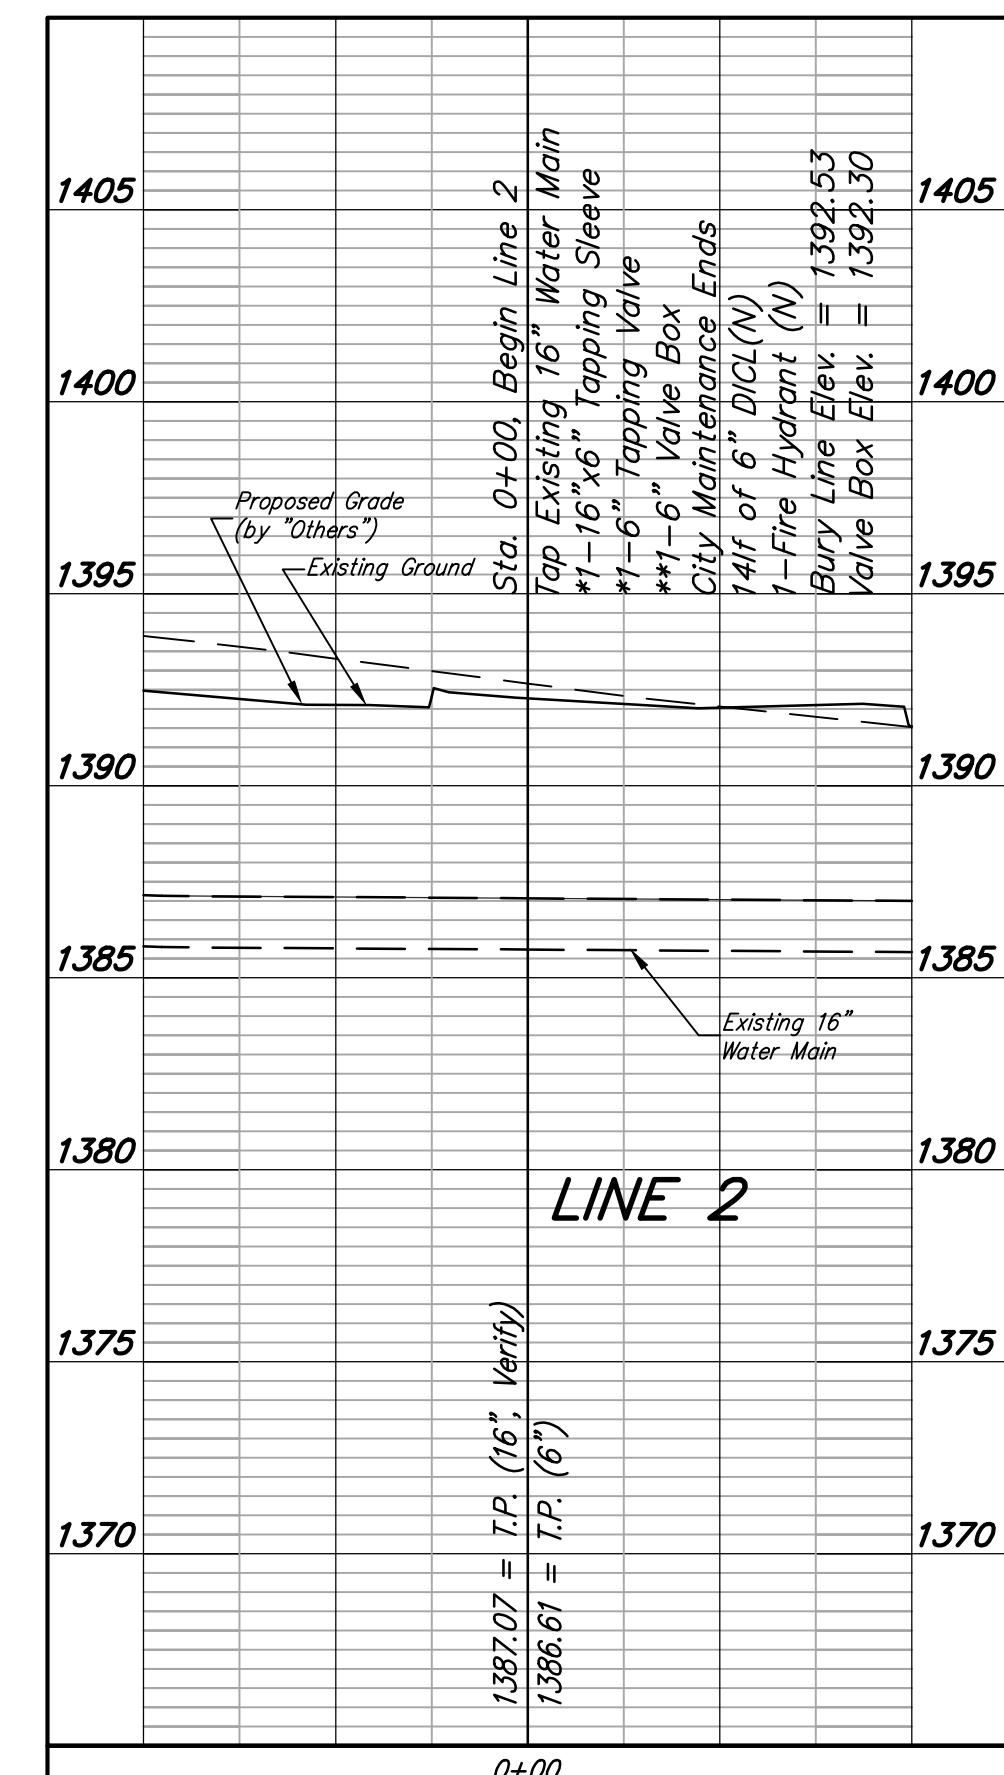 1405
1405
1400
1400
1395
1395
1390
1390
1385
1385
1380
1380
1375
1375
1370
1370
Sta. 0+00, Begin Line 2
Tap Existing 16" Water Main
*1-16"x6" Tapping Sleeve
*1-6" Tapping Valve
**1-6" Valve Box
City Maintenance Ends
14lf of 6" DICL(N)
1-Fire Hydrant (N)
Bury Line Elev. = 1392.53
Valve Box Elev. = 1392.30
Proposed Grade
(by "Others")
Existing Ground
Existing 16"
Water Main
LINE 2
1387.07 = T.P. (16", Verify)
1386.61 = T.P. (6")
0+00